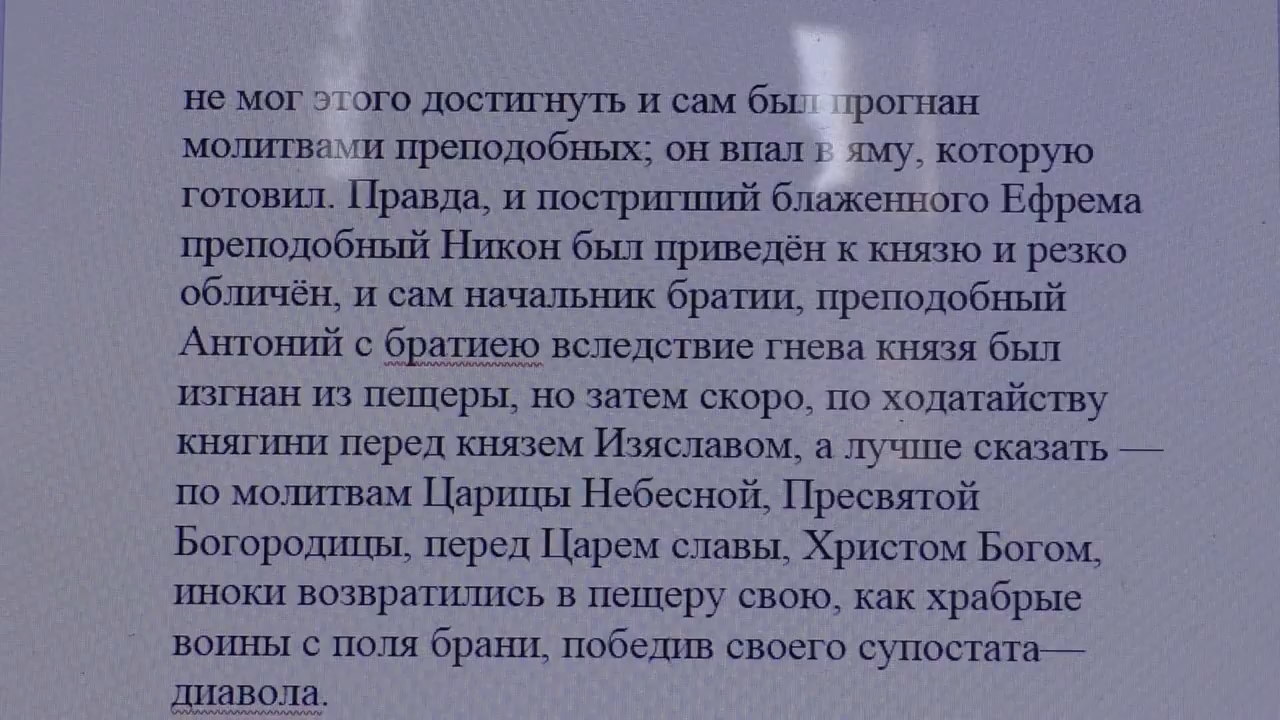 не мог этого достигнуть и сам был прогнан
молитвами преподобных; он впал в яму, которую
готовил. Правда, и постригший блаженного Ефрема
преподобный Никон был приведён к князю и резко
обличён, и сам начальник братии, преподобный
Антоний с братиею вследствие гнева князя был
изгнан из пещеры, но затем скоро, по ходатайству
княгини перед князем Изяславом, а лучше сказать —
по молитвам Царицы Небесной, Пресвятой
Богородицы, перед Царем славы, Христом Богом,
иноки возвратились в пещеру свою, как храбрые
воины с поля брани, победив своего супостата—
диавола.